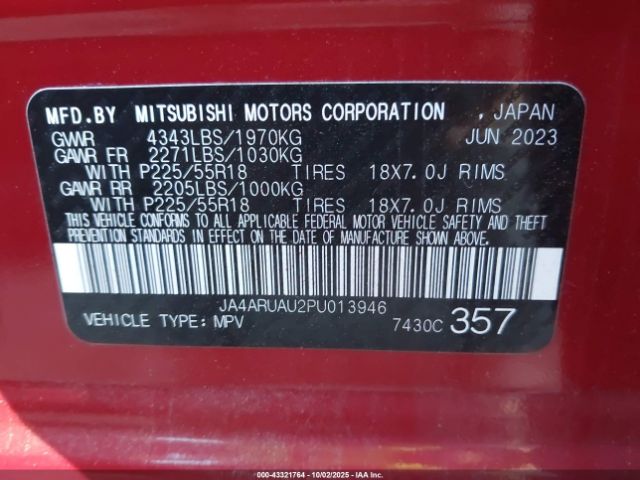 MFD.BY MITSUBISHI MOTORS CORPORATION , JAPAN
GVWR 4343LBS/1970KG JUN 2023
GAWR FR 2271LBS/1030KG
WITH P225/55R18 TIRES 18X7.0J RIMS
GAWR RR 2205LBS/1000KG
WITH P225/55R18 TIRES 18X7.0J RIMS
THIS VEHICLE CONFORMS TO ALL APPLICABLE FEDERAL MOTOR VEHICLE SAFETY AND THEFT
PREVENTION STANDARDS IN EFFECT ON THE DATE OF MANUFACTURE SHOWN ABOVE.
JA4ARUAU2PU013946
VEHICLE TYPE: MPV 7430C 357
000-43321764 | 10/02/2025 | IAA, Inc.